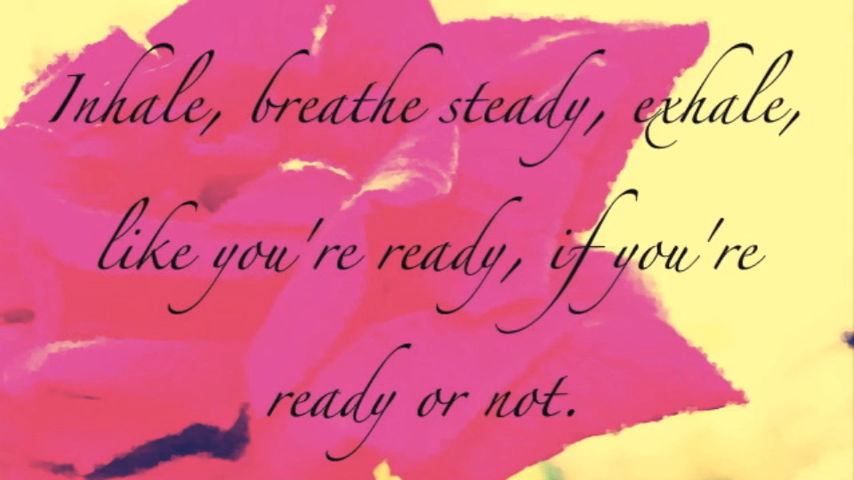 Inhale, breathe steady, exhale,
like you're ready, if you're
ready or not.